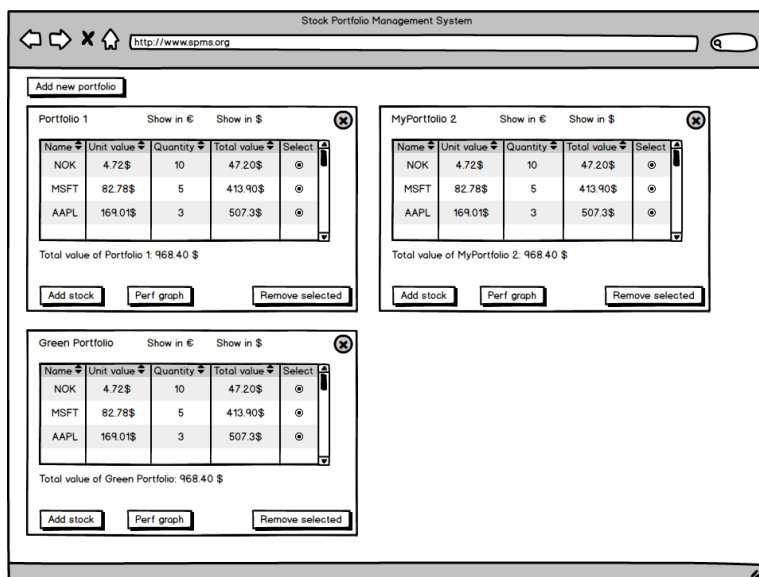 Stock Portfolio Management System
http://www.spms.org
Add new portfolio
Portfolio 1 Show in € Show in $
Name Unit value Quantity Total value Select
NOK 4.72$ 10 47.20$
MSFT 82.78$ 5 413.90$
AAPL 169.01$ 3 507.3$
Total value of Portfolio 1: 968.40 $
Add stock Perf graph Remove selected
MyPortfolio 2 Show in € Show in $
Name Unit value Quantity Total value Select
NOK 4.72$ 10 47.20$
MSFT 82.78$ 5 413.90$
AAPL 169.01$ 3 507.3$
Total value of MyPortfolio 2: 968.40 $
Add stock Perf graph Remove selected
Green Portfolio Show in € Show in $
Name Unit value Quantity Total value Select
NOK 4.72$ 10 47.20$
MSFT 82.78$ 5 413.90$
AAPL 169.01$ 3 507.3$
Total value of Green Portfolio: 968.40 $
Add stock Perf graph Remove selected